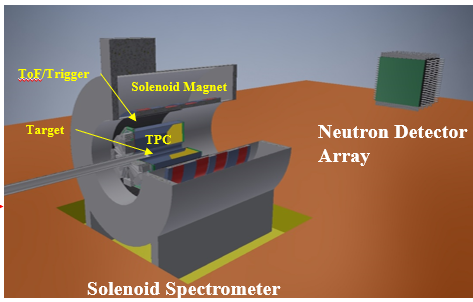 ToF/Trigger
Solenoid Magnet
Target
TPC
Neutron Detector
Array
Solenoid Spectrometer